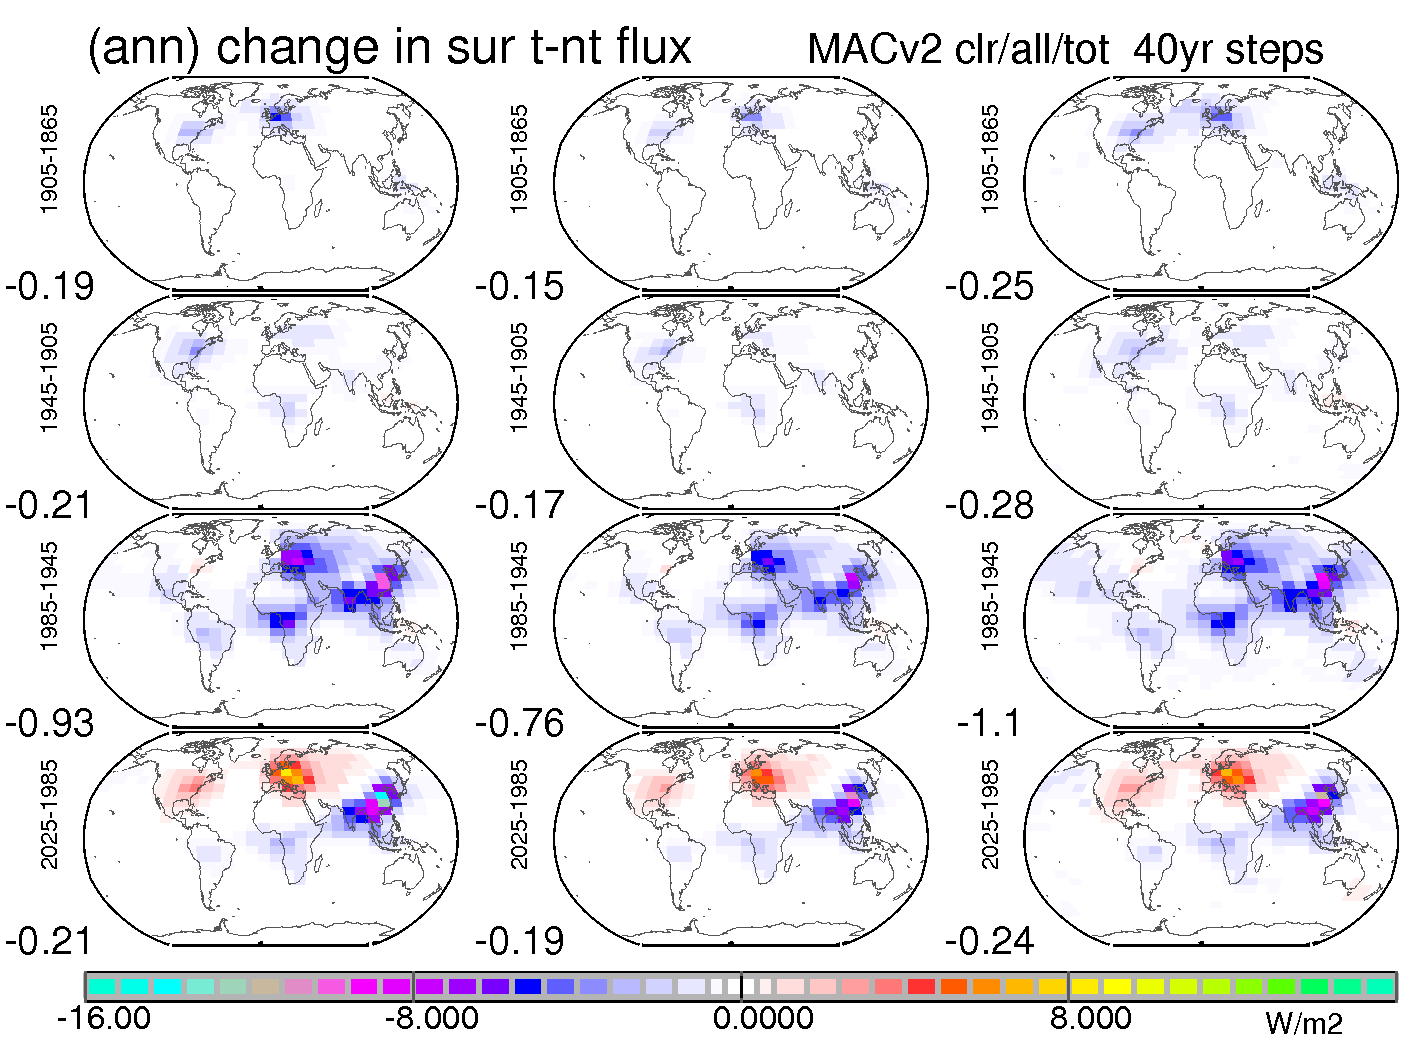 (ann) change in sur t-nt flux MACv2 clr/all/tot 40yr steps
1905-1865 1905-1865 1905-1865
-0.19 -0.15 -0.25
1945-1905 1945-1905 1945-1905
-0.21 -0.17 -0.28
1985-1945 1985-1945 1985-1945
-0.93 -0.76 -1.1
2025-1985 2025-1985 2025-1985
-0.21 -0.19 -0.24
-16.00 -8.000 0.0000 8.000 W/m2